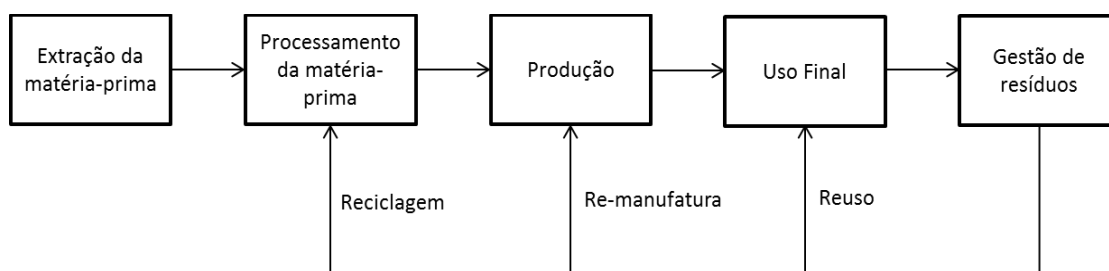 Extração da
matéria-prima
Processamento
da matéria-
prima
Produção
Uso Final
Gestão de
resíduos
Reciclagem
Re-manufatura
Reuso